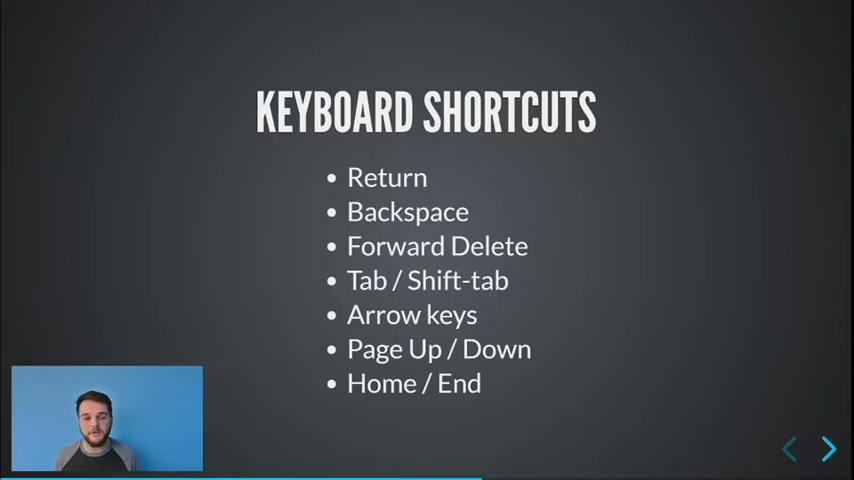 KEYBOARD SHORTCUTS
• Return
• Backspace
• Forward Delete
• Tab / Shift-tab
• Arrow keys
• Page Up / Down
• Home / End